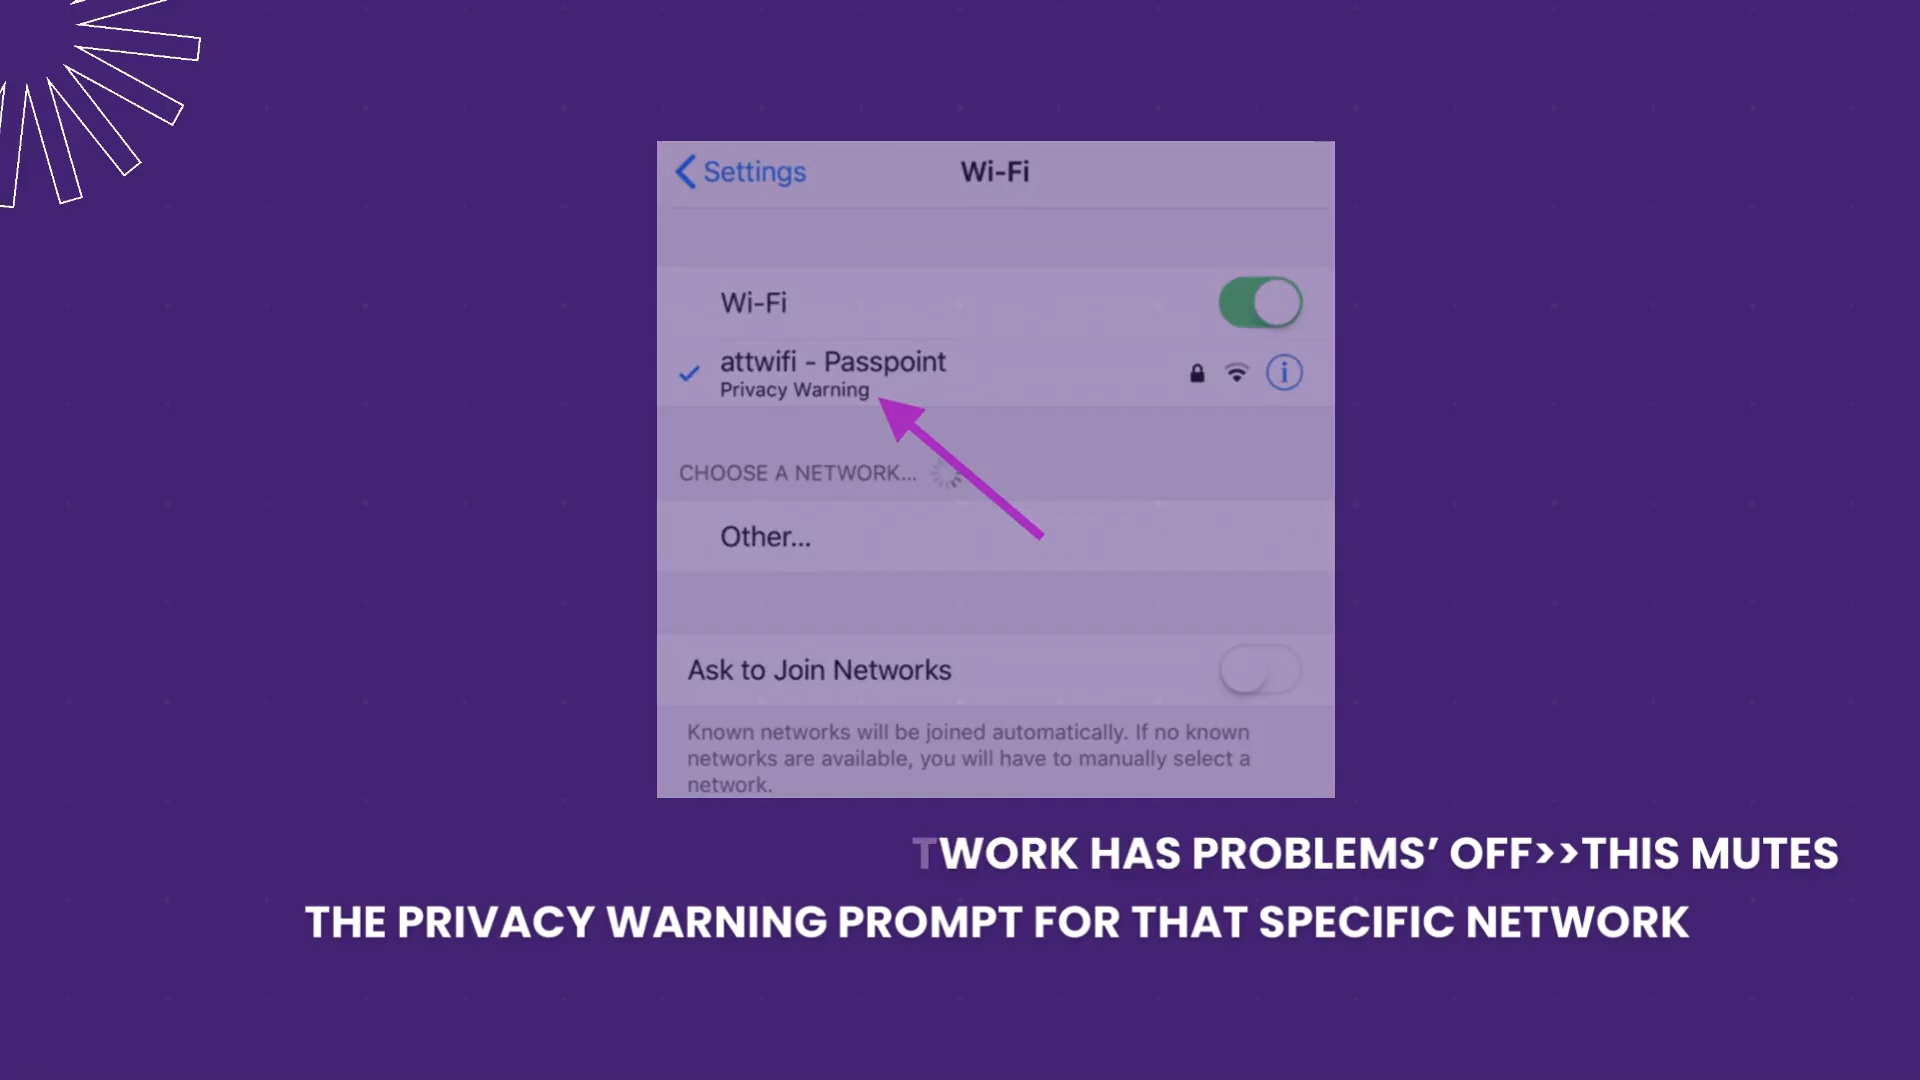 Settings
Wi-Fi
Wi-Fi
attwifi - Passpoint
Privacy Warning
CHOOSE A NETWORK...
Other...
Ask to Join Networks
Known networks will be joined automatically. If no known
networks are available, you will have to manually select a
network.
TWORK HAS PROBLEMS’ OFF>>THIS MUTES
THE PRIVACY WARNING PROMPT FOR THAT SPECIFIC NETWORK